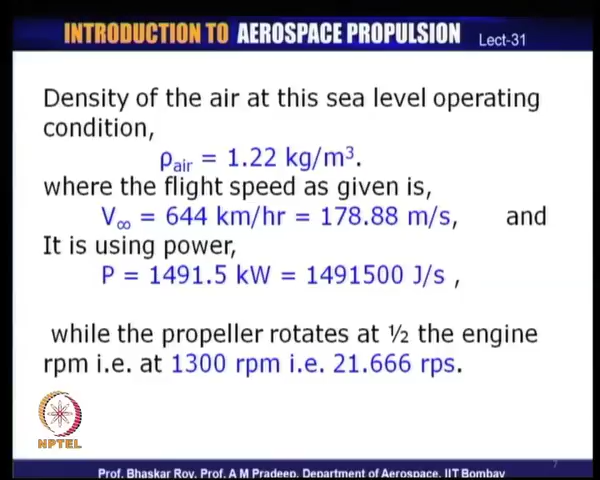 INTRODUCTION TO AEROSPACE PROPULSION Lect-31
Density of the air at this sea level operating
condition,
ρair = 1.22 kg/m³.
where the flight speed as given is,
V∞ = 644 km/hr = 178.88 m/s, and
It is using power,
P = 1491.5 kW = 1491500 J/s ,
while the propeller rotates at ½ the engine
rpm i.e. at 1300 rpm i.e. 21.666 rps.
NPTEL
7
Prof. Bhaskar Roy, Prof. A M Pradeep, Department of Aerospace, IIT Bombay